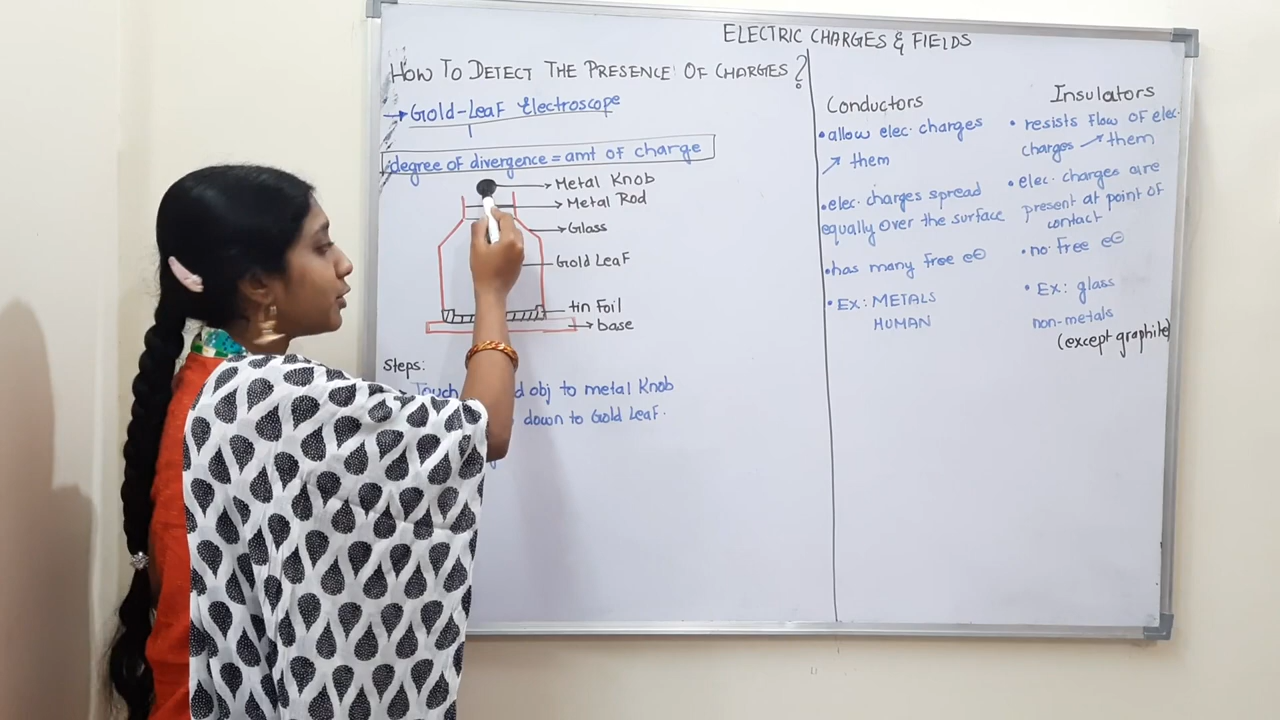 ELECTRIC CHARGES & FIELDS
HOW TO DETECT THE PRESENCE OF CHARGES?
→ Gold-Leaf Electroscope
degree of divergence = amt of charge
Metal Knob
Metal Rod
Glass
Gold Leaf
tin foil
base
Steps:
Touch obj to metal Knob
down to Gold Leaf.
Conductors
• allow elec. charges
↗ them
• elec. charges spread
equally over the surface
• has many free e⊖
• Ex: METALS
HUMAN
Insulators
• resists flow of elec.
charges ↗ them
• elec. charges are
present at point of
contact
• no free e⊖
• Ex: glass
non-metals
(except graphite)